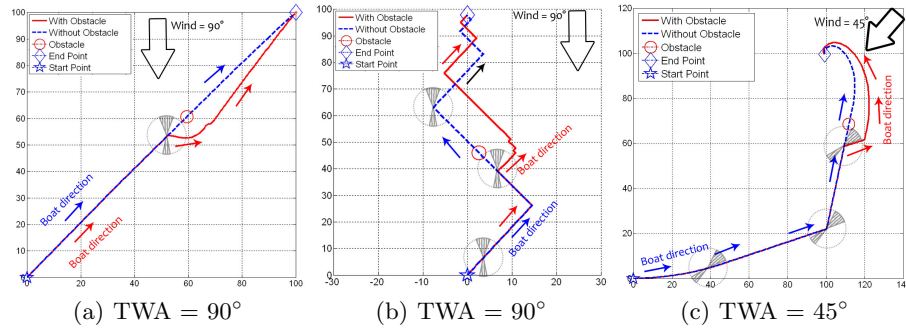 With Obstacle
Without Obstacle
Obstacle
End Point
Start Point
Wind = 90°
Boat direction
Boat direction
100
90
80
70
60
50
40
30
20
10
0
0 20 40 60 80 100
(a) TWA = 90°
With Obstacle
Without Obstacle
Obstacle
End Point
Start Point
Wind = 90°
Boat direction
Boat direction
100
90
80
70
60
50
40
30
20
10
0
-30 -20 -10 0 10 20 30
(b) TWA = 90°
With Obstacle
Without Obstacle
Obstacle
End Point
Start Point
Wind = 45°
Boat direction
Boat direction
120
100
80
60
40
20
0
0 20 40 60 80 100 120 14
(c) TWA = 45°